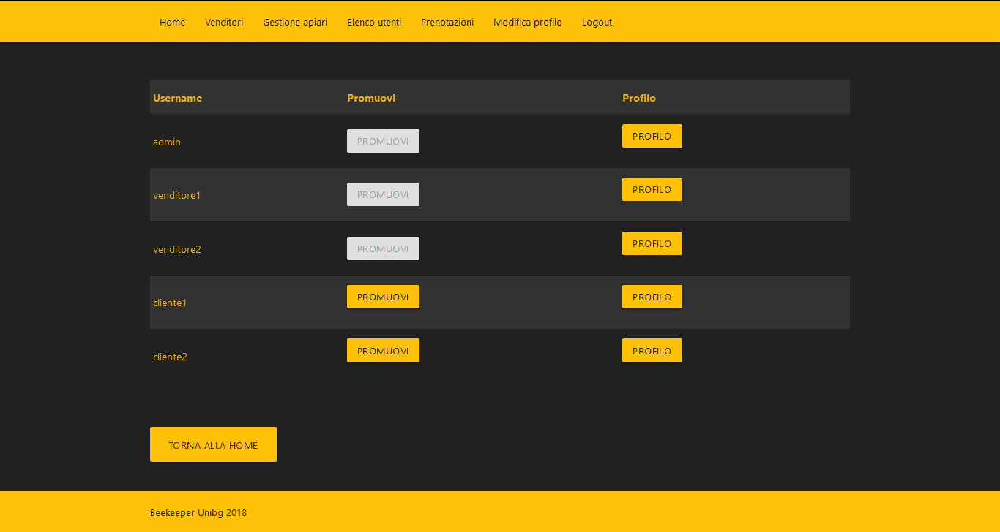 Home Venditori Gestione apiari Elenco utenti Prenotazioni Modifica profilo Logout
Username Promuovi Profilo
admin PROMUOVI PROFILO
venditore1 PROMUOVI PROFILO
venditore2 PROMUOVI PROFILO
cliente1 PROMUOVI PROFILO
cliente2 PROMUOVI PROFILO
TORNA ALLA HOME
Beekeeper Unibg 2018